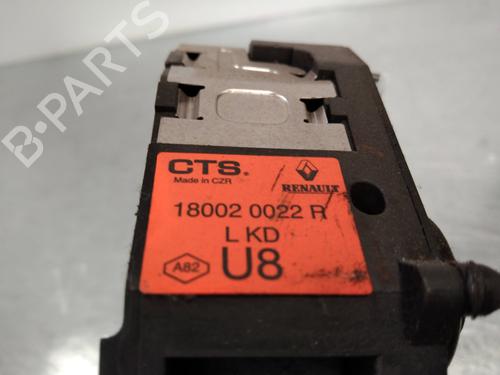 B-PARTS
CTS.
Made in CZR
RENAULT
18002 0022 R
L KD
A82
U8